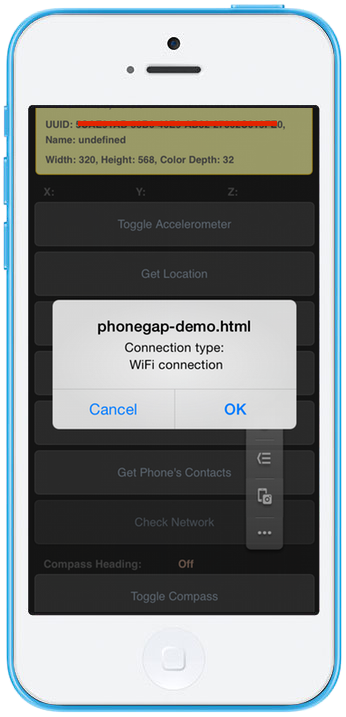 UUID:
Name: undefined
Width: 320, Height: 568, Color Depth: 32
X: Y: Z:
Toggle Accelerometer
Get Location
phonegap-demo.html
Connection type:
WiFi connection
Cancel OK
Get Phone's Contacts
Check Network
Compass Heading: Off
Toggle Compass